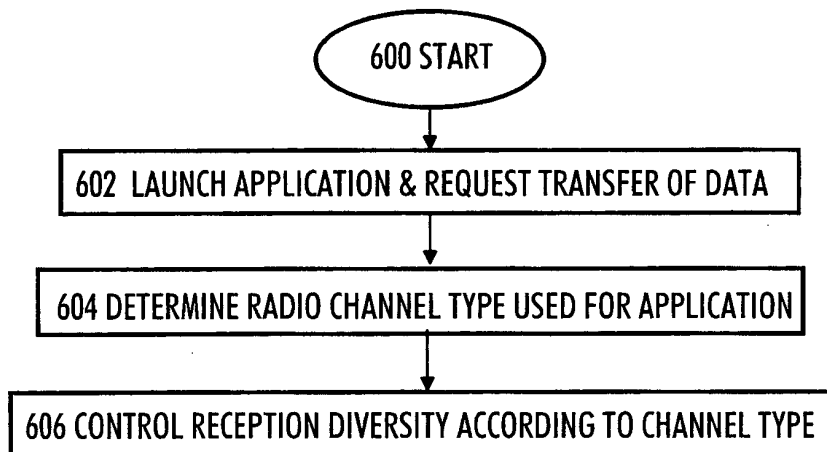 600 START
602 LAUNCH APPLICATION & REQUEST TRANSFER OF DATA
604 DETERMINE RADIO CHANNEL TYPE USED FOR APPLICATION
606 CONTROL RECEPTION DIVERSITY ACCORDING TO CHANNEL TYPE